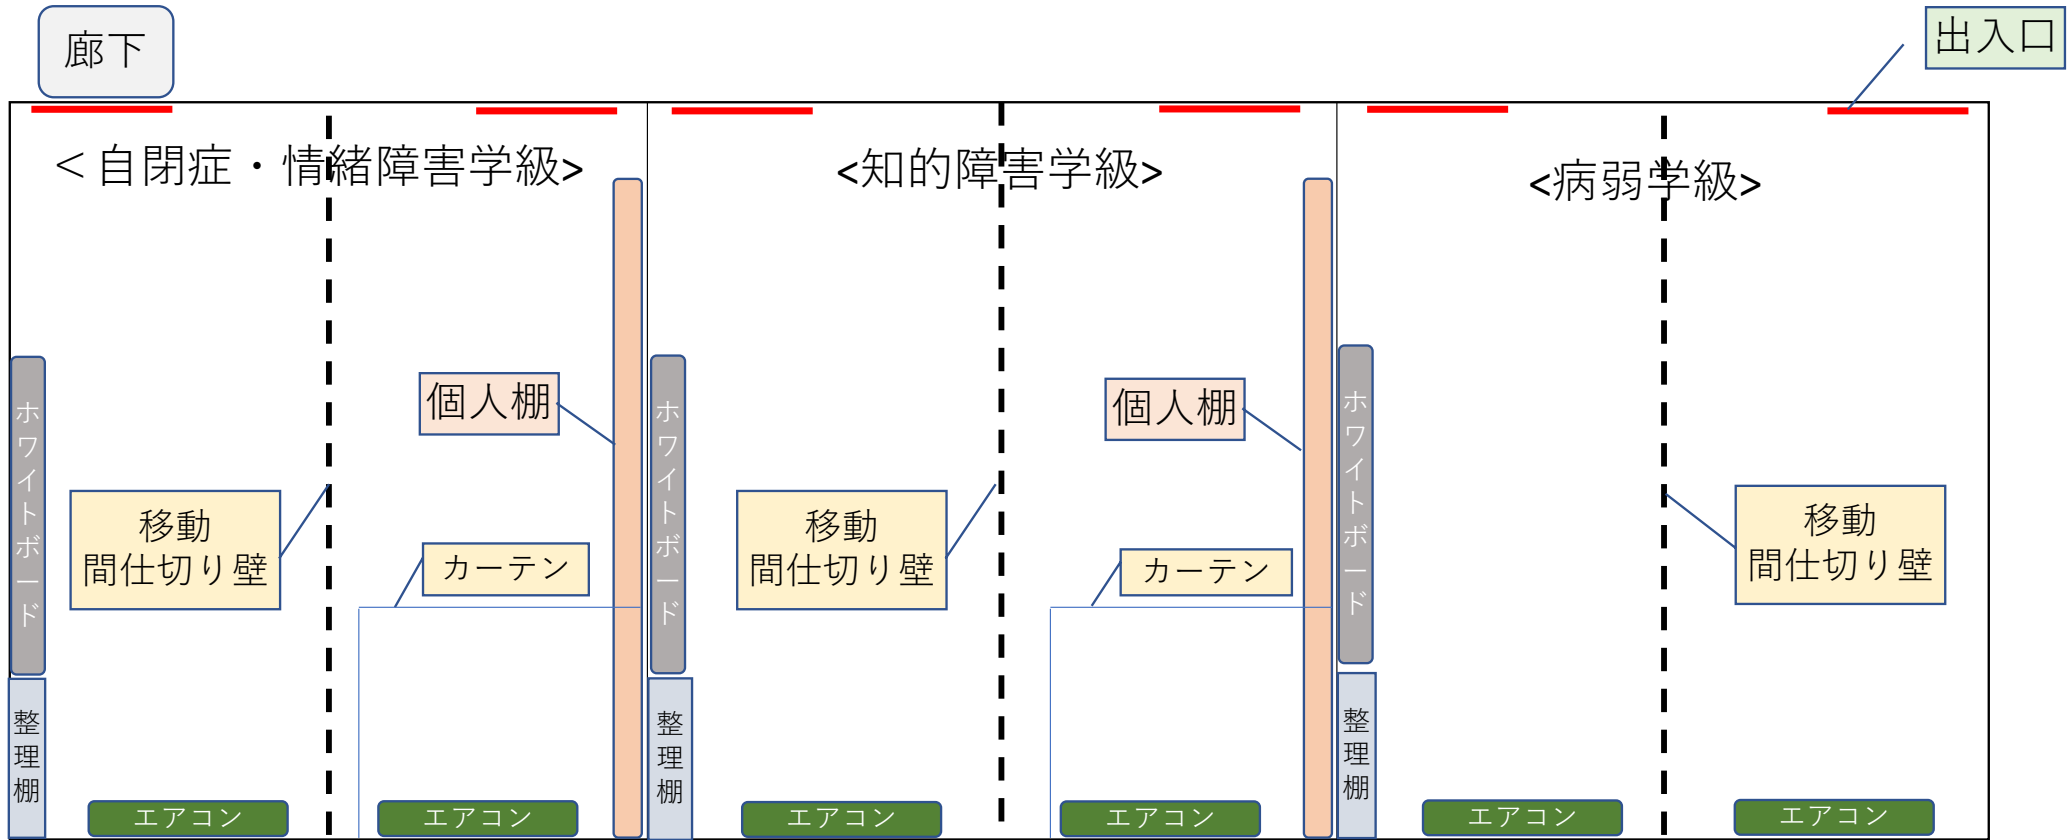 廊下
出入口
＜自閉症・情緒障害学級>
<知的障害学級>
<病弱学級>
ホワイトボード
個人棚
移動
間仕切り壁
カーテン
整理棚
エアコン
エアコン
ホワイトボード
個人棚
移動
間仕切り壁
カーテン
整理棚
エアコン
エアコン
ホワイトボード
移動
間仕切り壁
整理棚
エアコン
エアコン